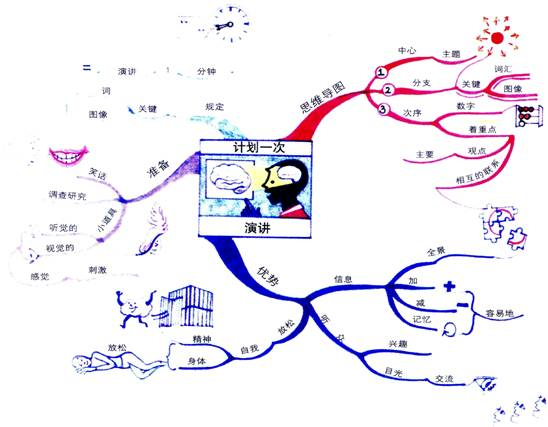 计划一次
演讲
思维导图
1
中心
主题
2
分支
关键
词汇
图像
3
次序
数字
着重点
主要
观点
相互的联系
优势
信息
全景
加
+
减
-
记忆
容易地
听众
兴趣
目光
交流
放松
自我
精神
身体
放松
准备
笑话
调查研究
小道具
听觉的
视觉的
感觉
刺激
规定
关键
词
图像
=
演讲
分钟